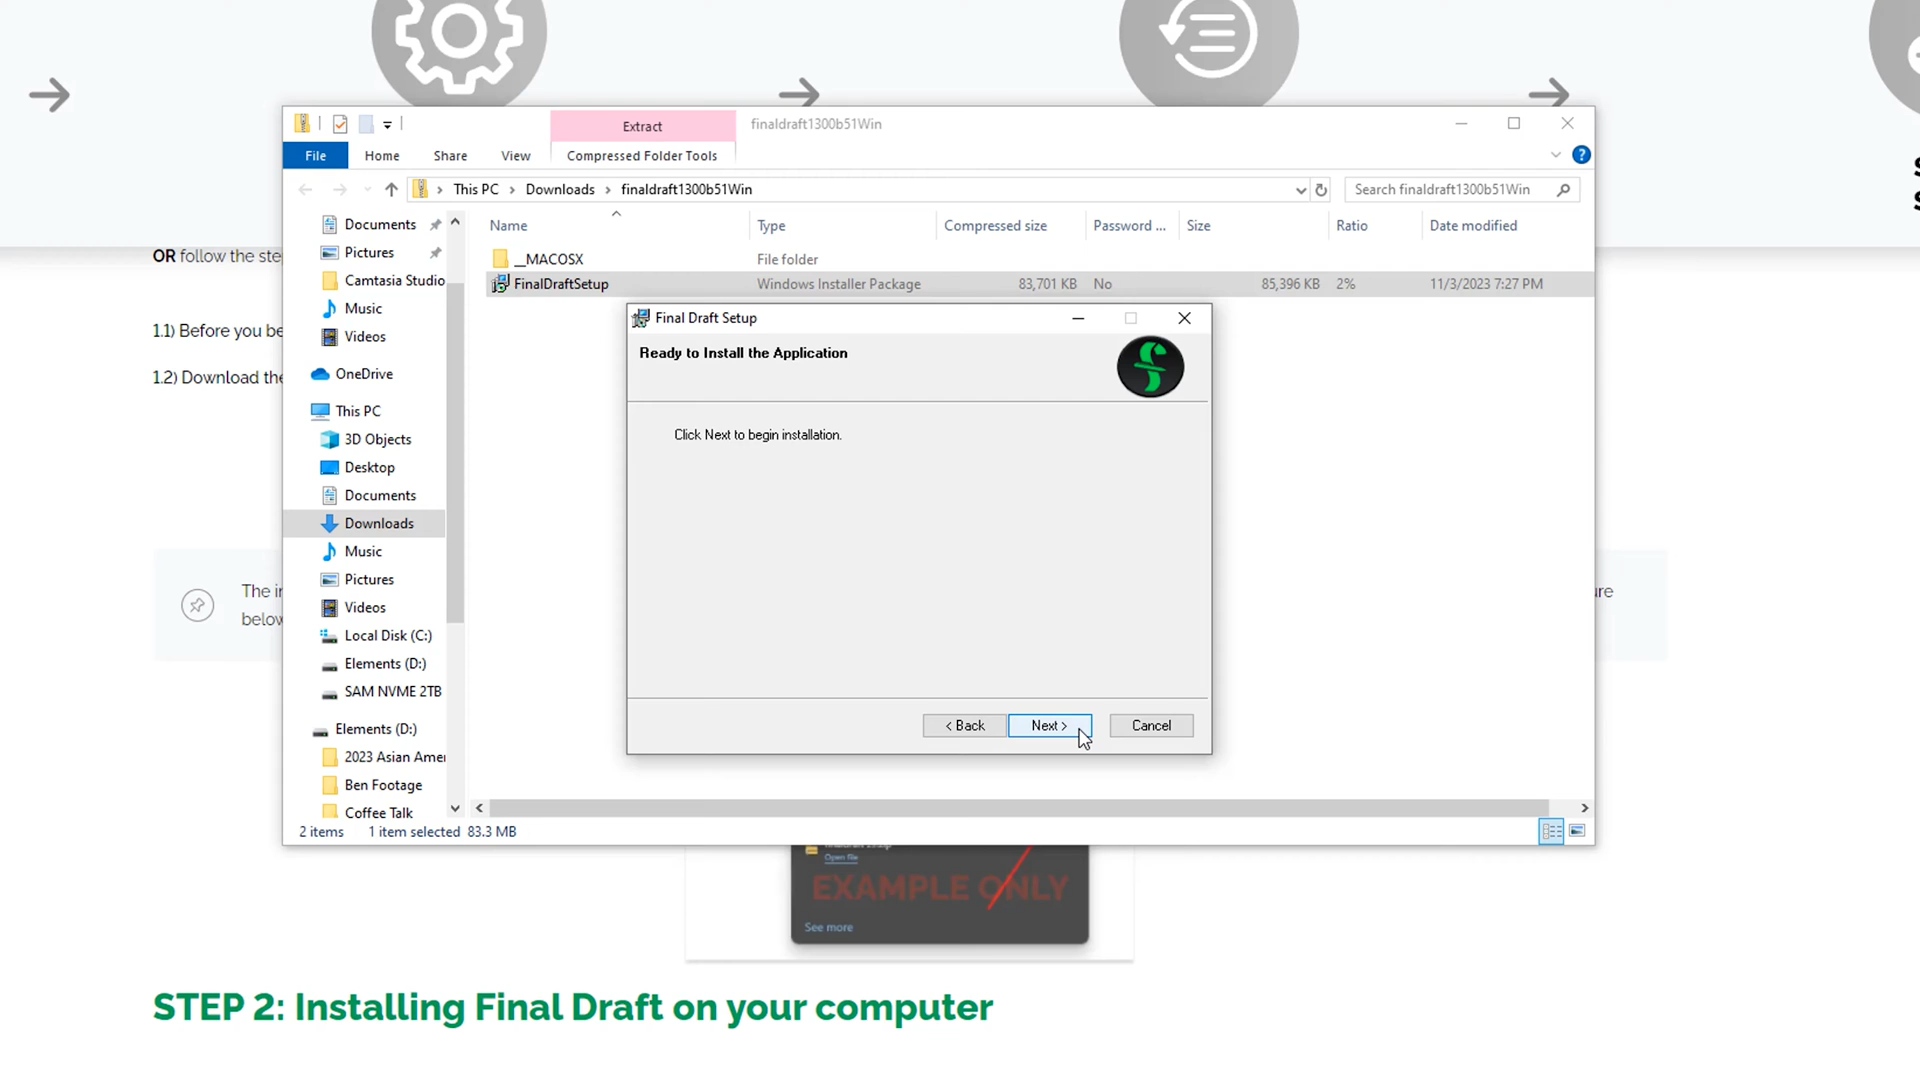 Extract
finaldraft1300b51Win
File
Home
Share
View
Compressed Folder Tools
This PC
Downloads
finaldraft1300b51Win
Search finaldraft1300b51Win
Name
Type
Compressed size
Password ...
Size
Ratio
Date modified
__MACOSX
File folder
FinalDraftSetup
Windows Installer Package
83,701 KB
No
85,396 KB
2%
11/3/2023 7:27 PM
Documents
Pictures
Camtasia Studio
Music
Videos
OneDrive
This PC
3D Objects
Desktop
Documents
Downloads
Music
Pictures
Videos
Local Disk (C:)
Elements (D:)
SAM NVME 2TB
Elements (D:)
2023 Asian Amer
Ben Footage
Coffee Talk
2 items
1 item selected 83.3 MB
Final Draft Setup
Ready to Install the Application
Click Next to begin installation.
< Back
Next >
Cancel
OR follow the ste
1.1) Before you be
1.2) Download the
The in
below
Open file
EXAMPLE ONLY
See more
STEP 2: Installing Final Draft on your computer